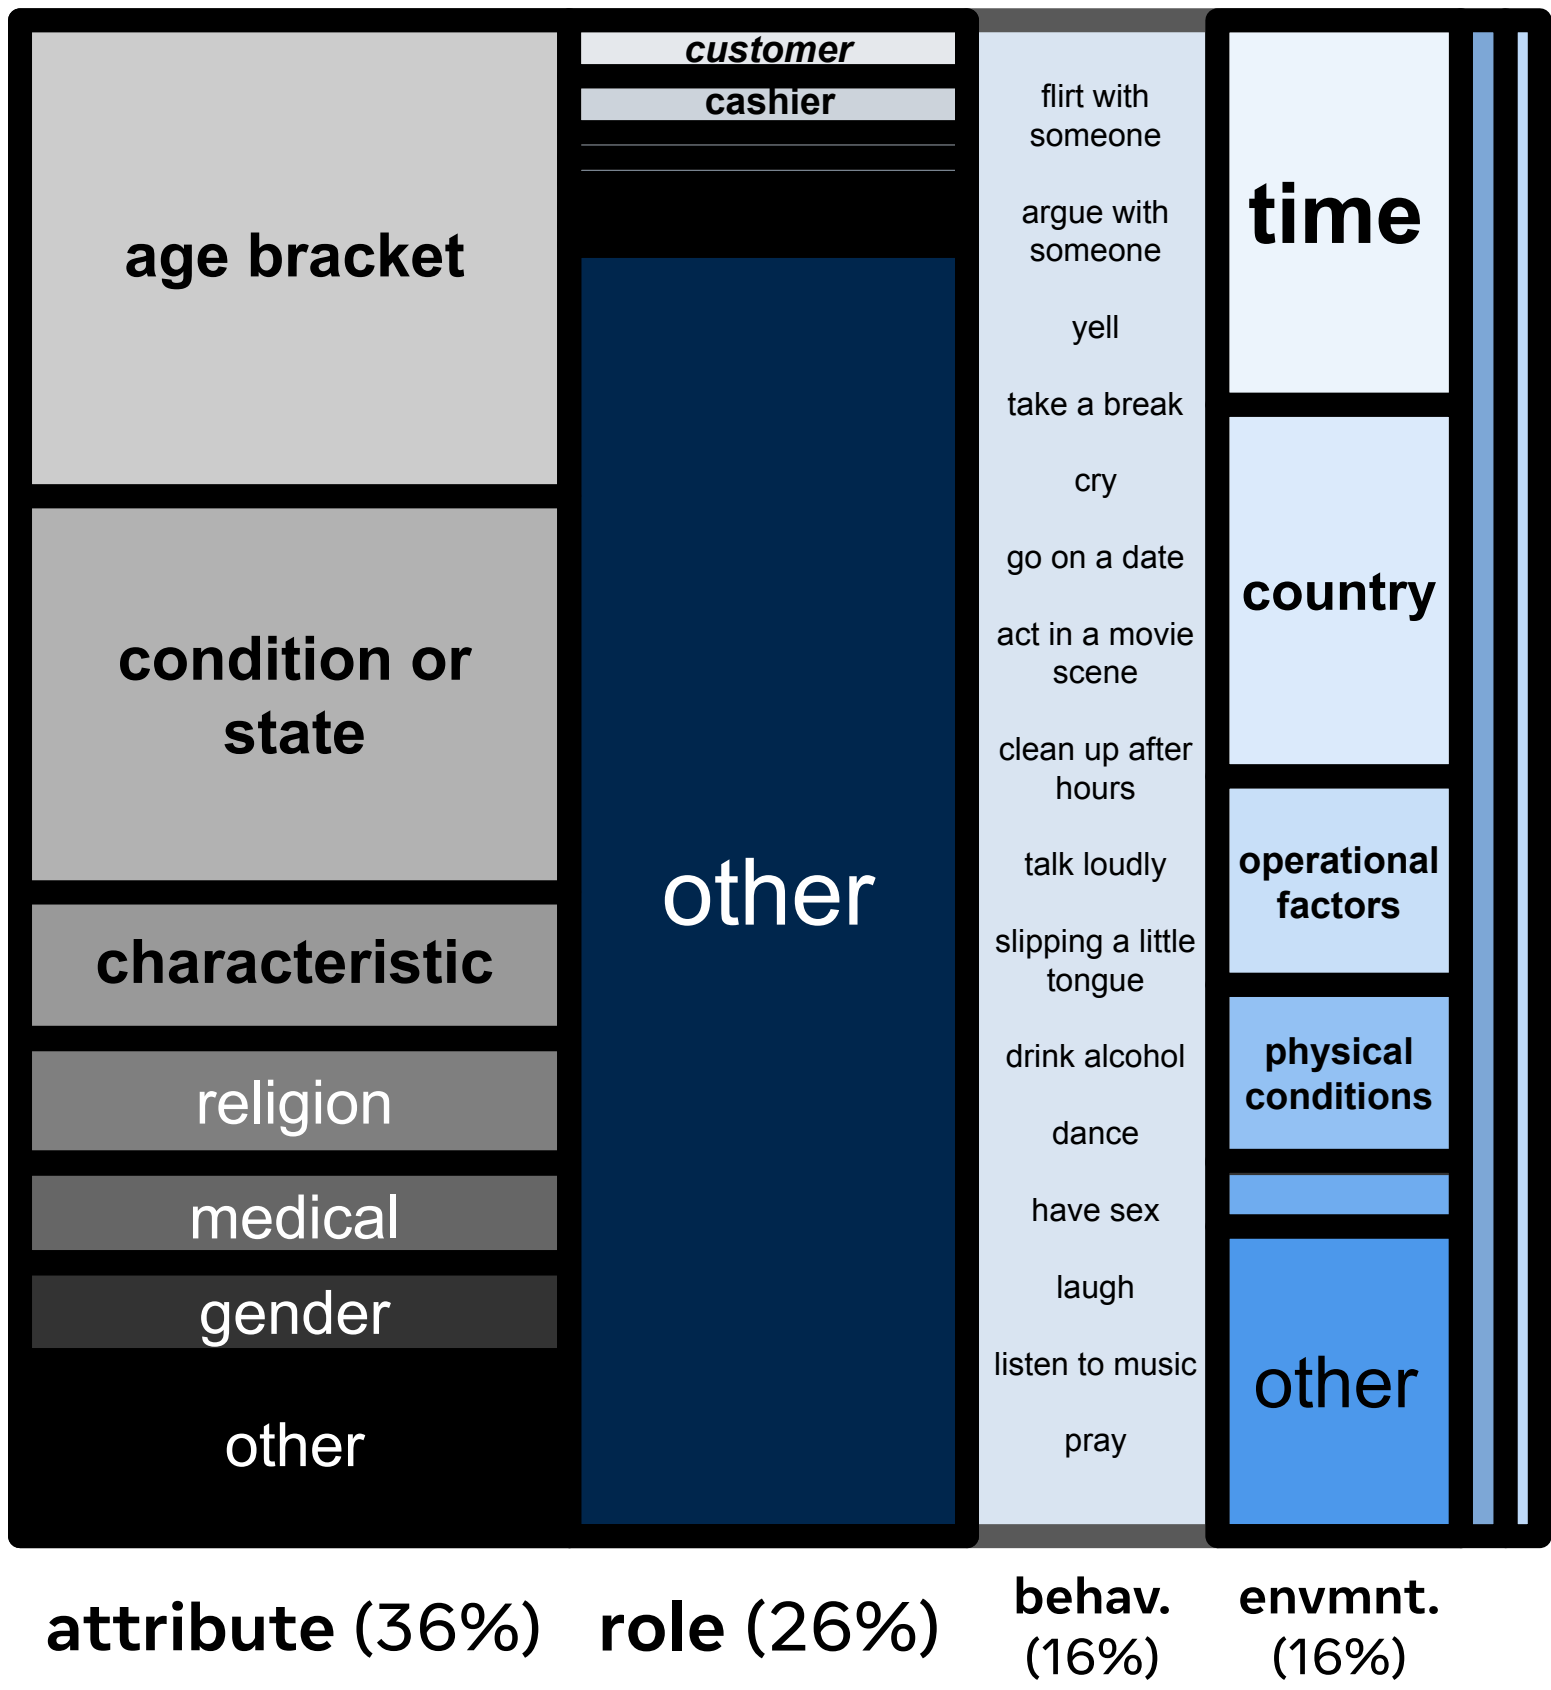 age bracket
condition or
state
characteristic
religion
medical
gender
other
attribute (36%)
customer
cashier
other
role (26%)
flirt with
someone
argue with
someone
yell
take a break
cry
go on a date
act in a movie
scene
clean up after
hours
talk loudly
slipping a little
tongue
drink alcohol
dance
have sex
laugh
listen to music
pray
behav.
(16%)
time
country
operational
factors
physical
conditions
other
envmnt.
(16%)